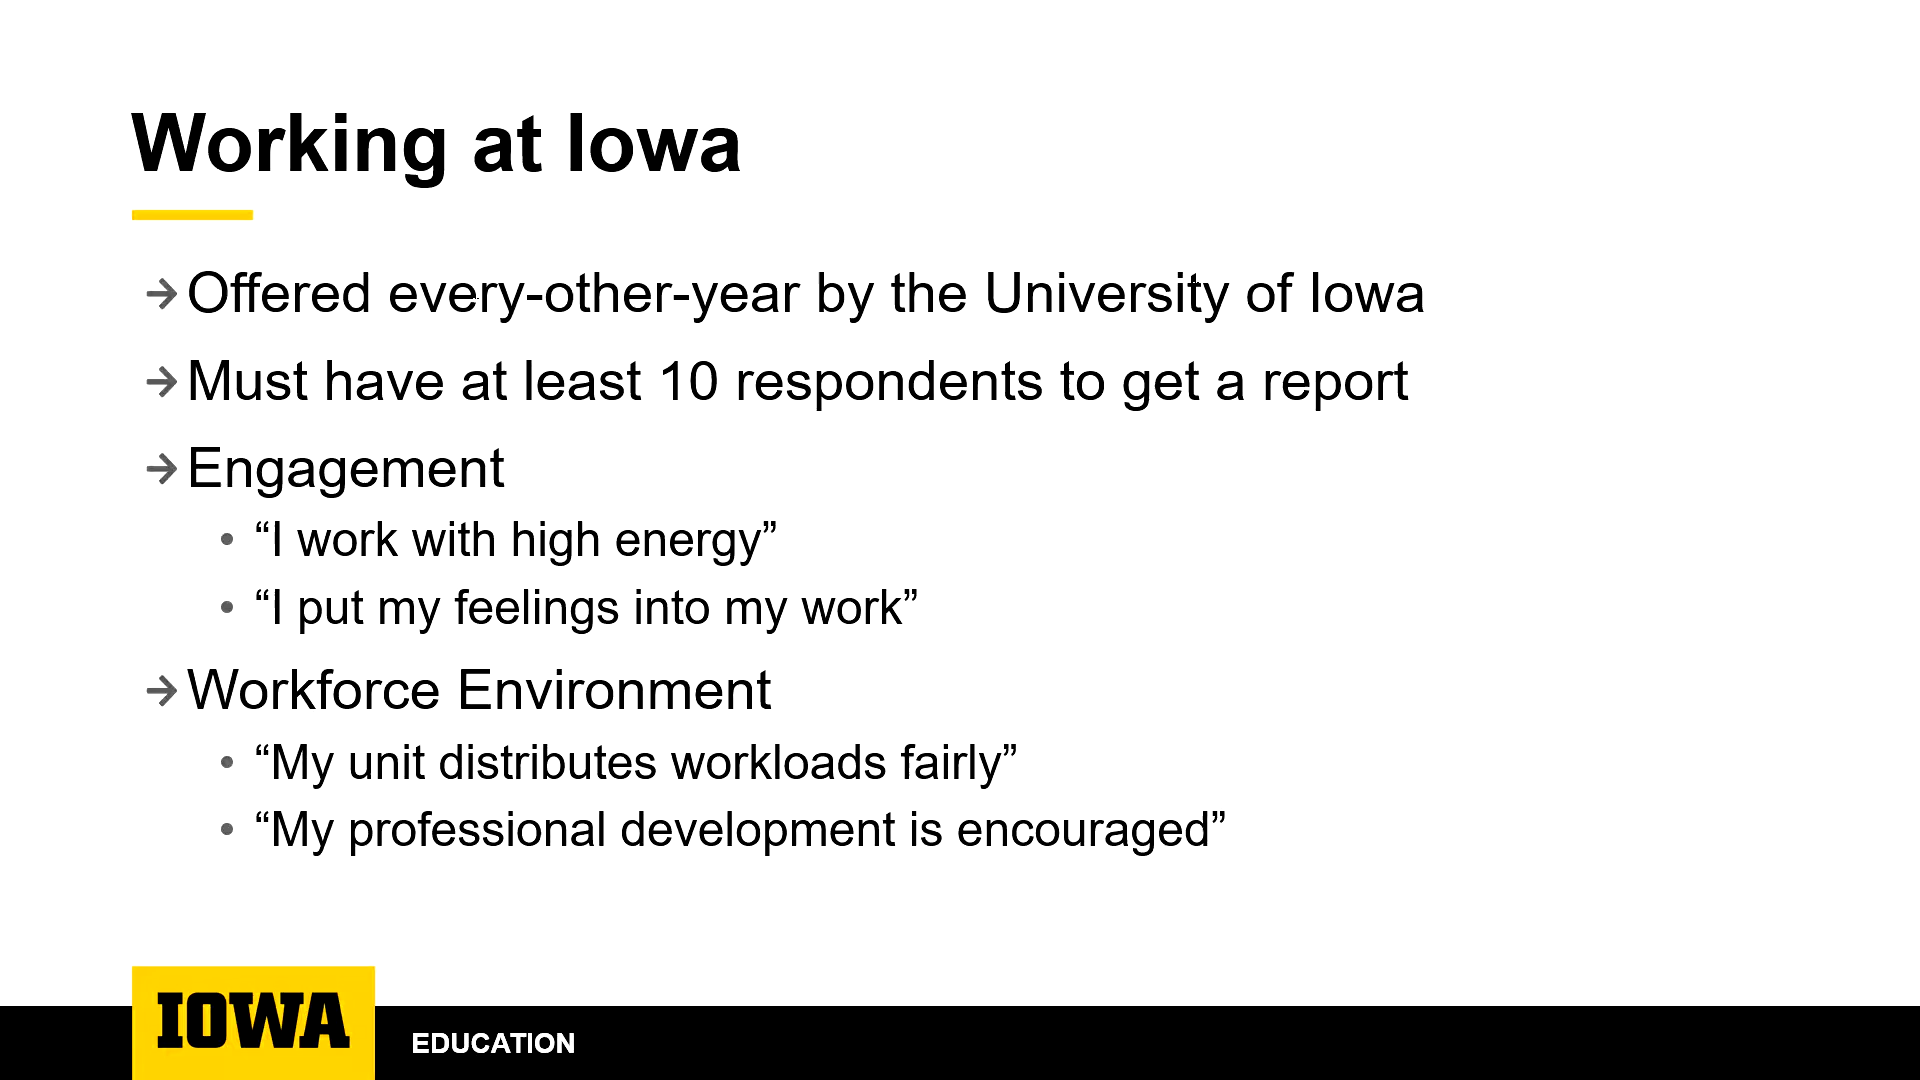 Working at Iowa
Offered every-other-year by the University of Iowa
Must have at least 10 respondents to get a report
Engagement
“I work with high energy”
“I put my feelings into my work”
Workforce Environment
“My unit distributes workloads fairly”
“My professional development is encouraged”
IOWA
EDUCATION